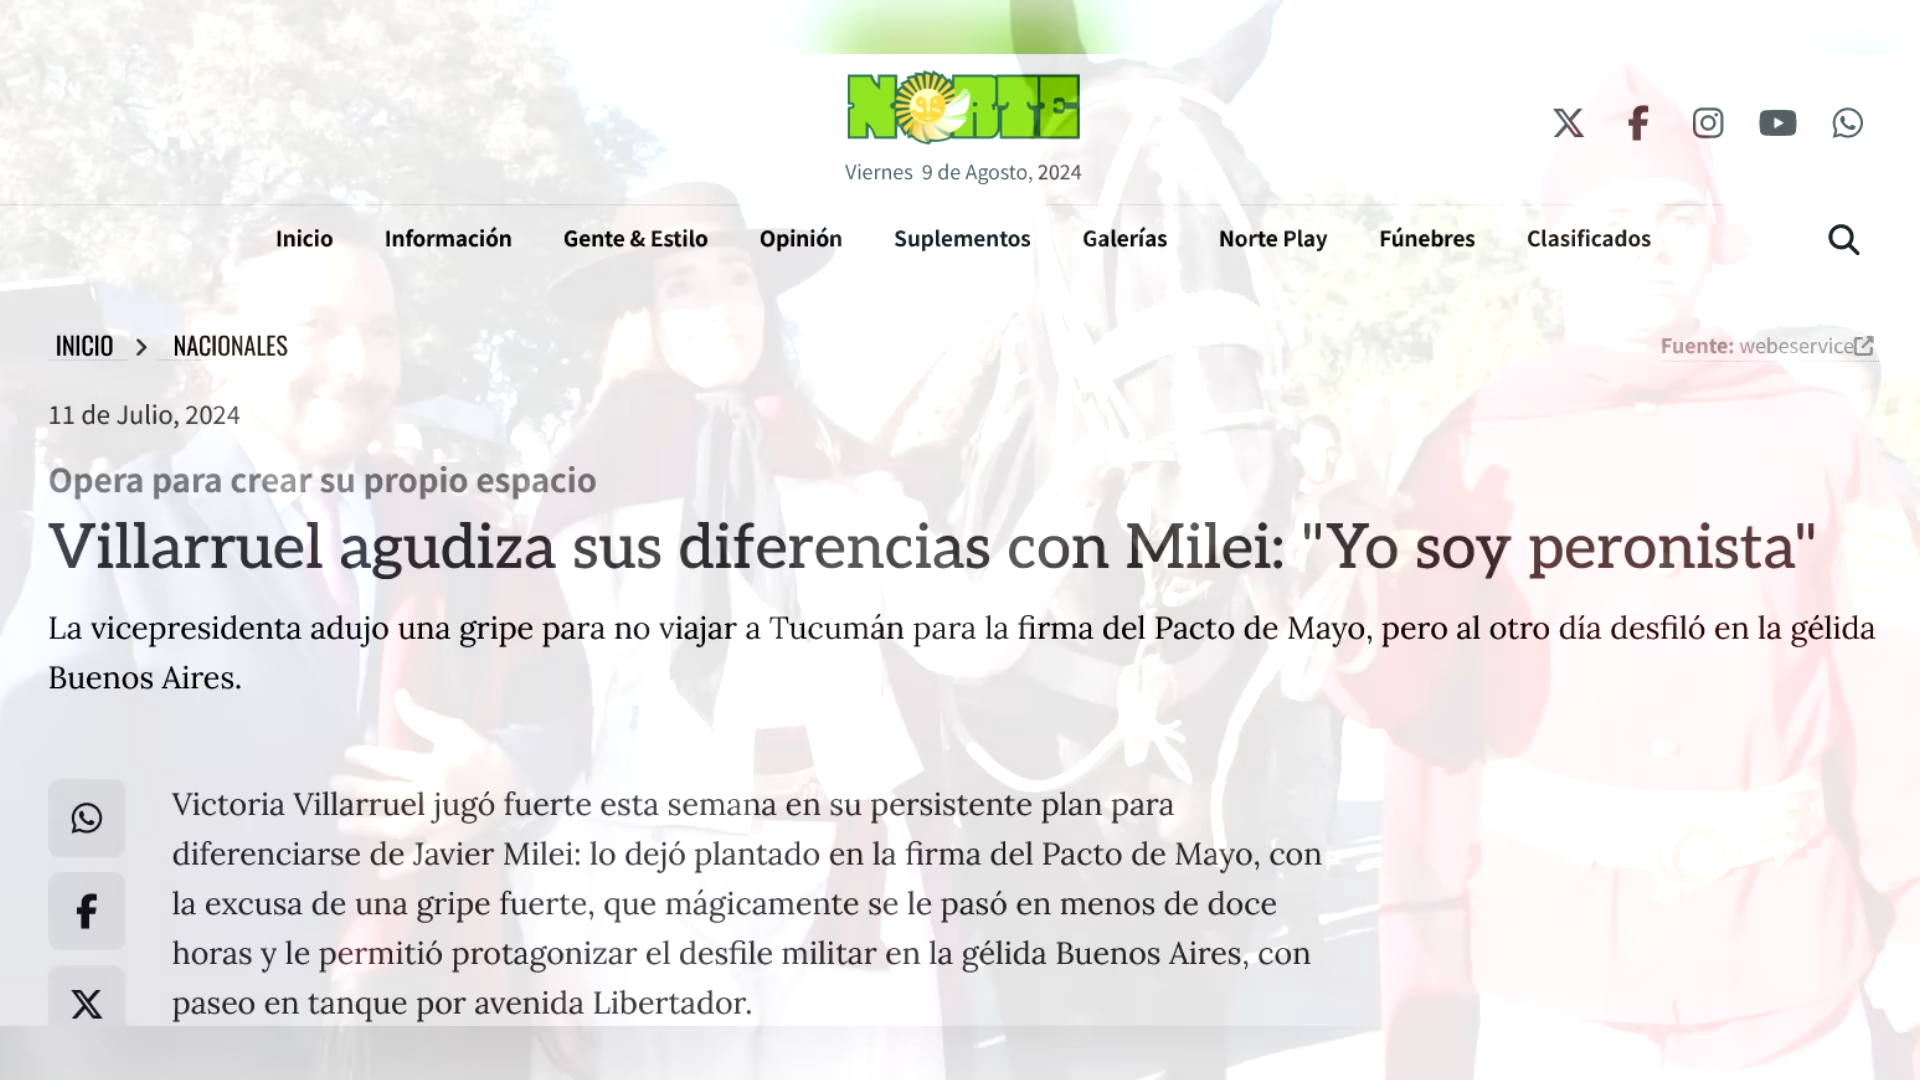 NORTE
Viernes 9 de Agosto, 2024
Inicio Información Gente & Estilo Opinión Suplementos Galerías Norte Play Fúnebres Clasificados
INICIO > NACIONALES
Fuente: webeservice
11 de Julio, 2024
Opera para crear su propio espacio
Villarruel agudiza sus diferencias con Milei: "Yo soy peronista"
La vicepresidenta adujo una gripe para no viajar a Tucumán para la firma del Pacto de Mayo, pero al otro día desfiló en la gélida
Buenos Aires.
Victoria Villarruel jugó fuerte esta semana en su persistente plan para
diferenciarse de Javier Milei: lo dejó plantado en la firma del Pacto de Mayo, con
la excusa de una gripe fuerte, que mágicamente se le pasó en menos de doce
horas y le permitió protagonizar el desfile militar en la gélida Buenos Aires, con
paseo en tanque por avenida Libertador.